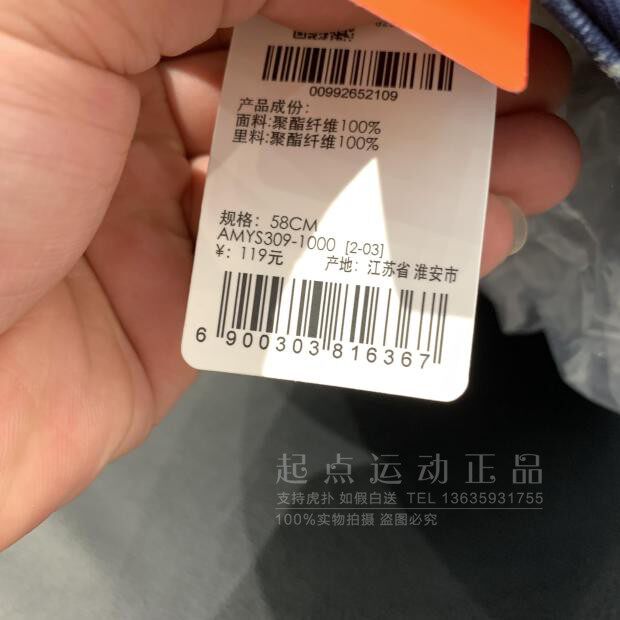 00992652109
产品成份：
面料:聚酯纤维100%
里料:聚酯纤维100%
规格：58CM
AMYS309-1000 [2-03]
¥：119元 产地：江苏省 淮安市
6 900303 816367
起点运动正品
支持虎扑 如假白送 TEL 13635931755
100%实物拍摄 盗图必究